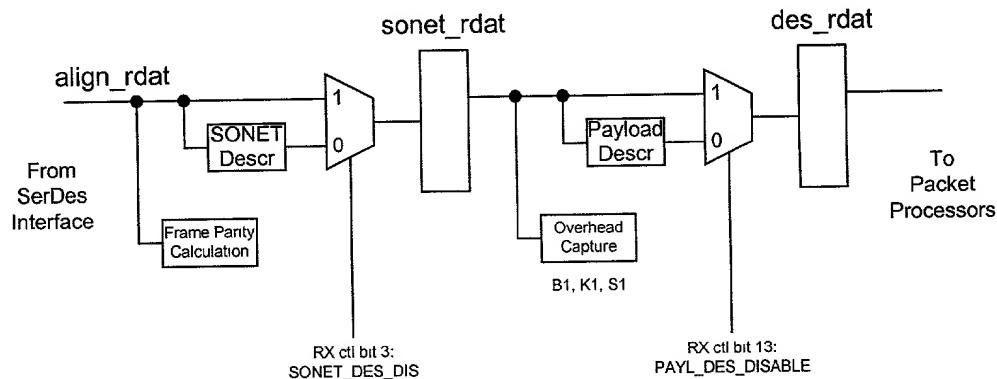 sonet_rdat
des_rdat
align_rdat
1
0
SONET
Descr
1
0
Payload
Descr
From
SerDes
Interface
To
Packet
Processors
Frame Parity
Calculation
Overhead
Capture
B1, K1, S1
RX ctl bit 3:
SONET_DES_DIS
RX ctl bit 13:
PAYL_DES_DISABLE